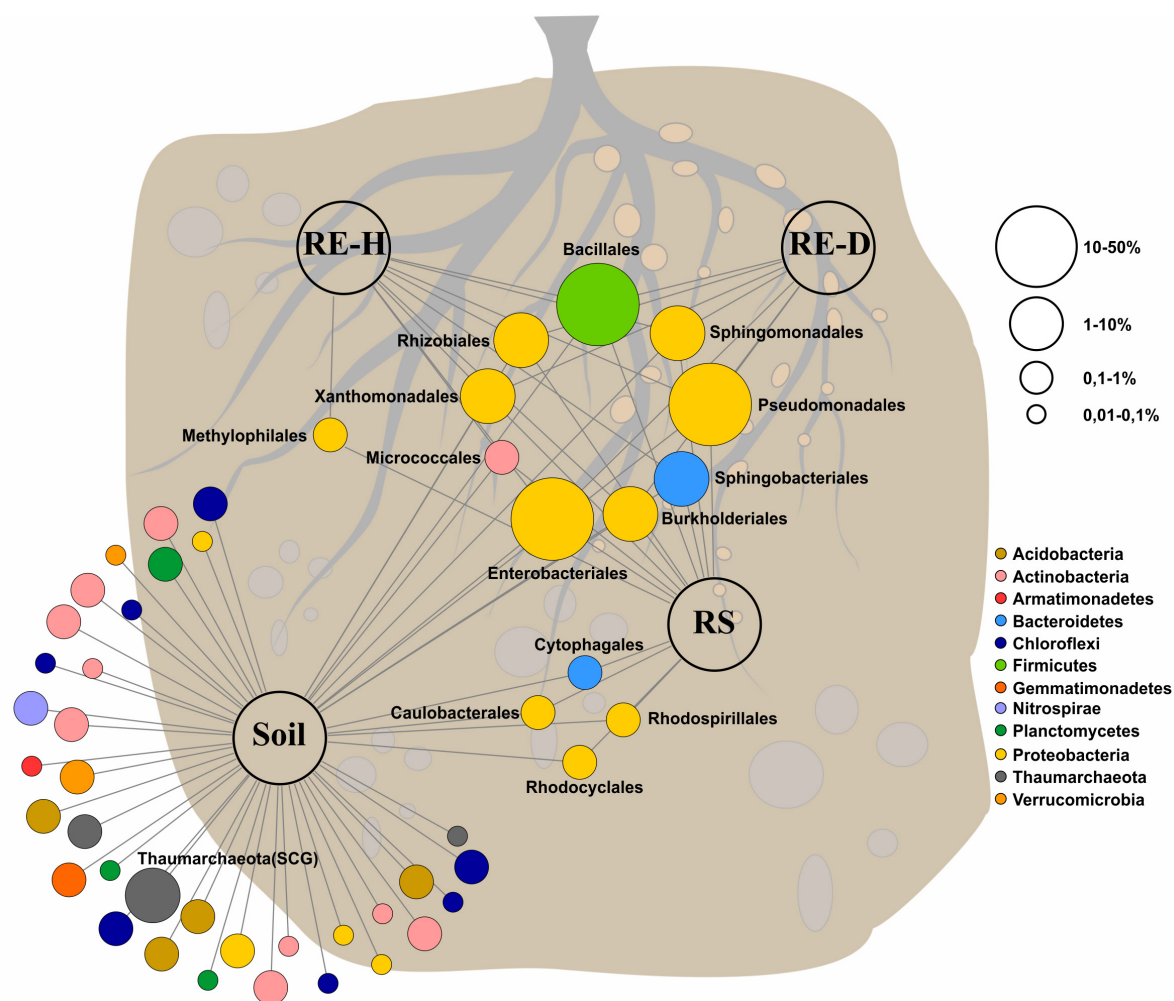 RE-H
RE-D
Bacillales
Rhizobiales
Sphingomonadales
Xanthomonadales
Pseudomonadales
Methylophilales
Micrococcales
Sphingobacteriales
Burkholderiales
Enterobacteriales
RS
Cytophagales
Caulobacterales
Rhodospirillales
Soil
Rhodocyclales
Thaumarchaeota(SCG)
10-50%
1-10%
0,1-1%
0,01-0,1%
Acidobacteria
Actinobacteria
Armatimonadetes
Bacteroidetes
Chloroflexi
Firmicutes
Gemmatimonadetes
Nitrospirae
Planctomycetes
Proteobacteria
Thaumarchaeota
Verrucomicrobia